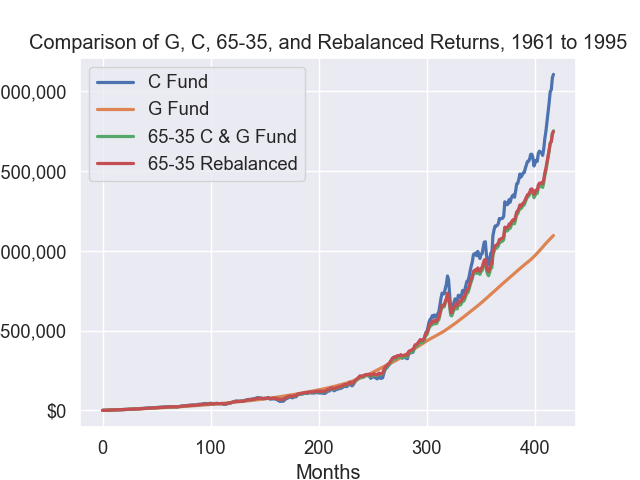 Comparison of G, C, 65-35, and Rebalanced Returns, 1961 to 1995
C Fund
G Fund
65-35 C & G Fund
65-35 Rebalanced
000,000
500,000
000,000
500,000
$0
0 100 200 300 400
Months